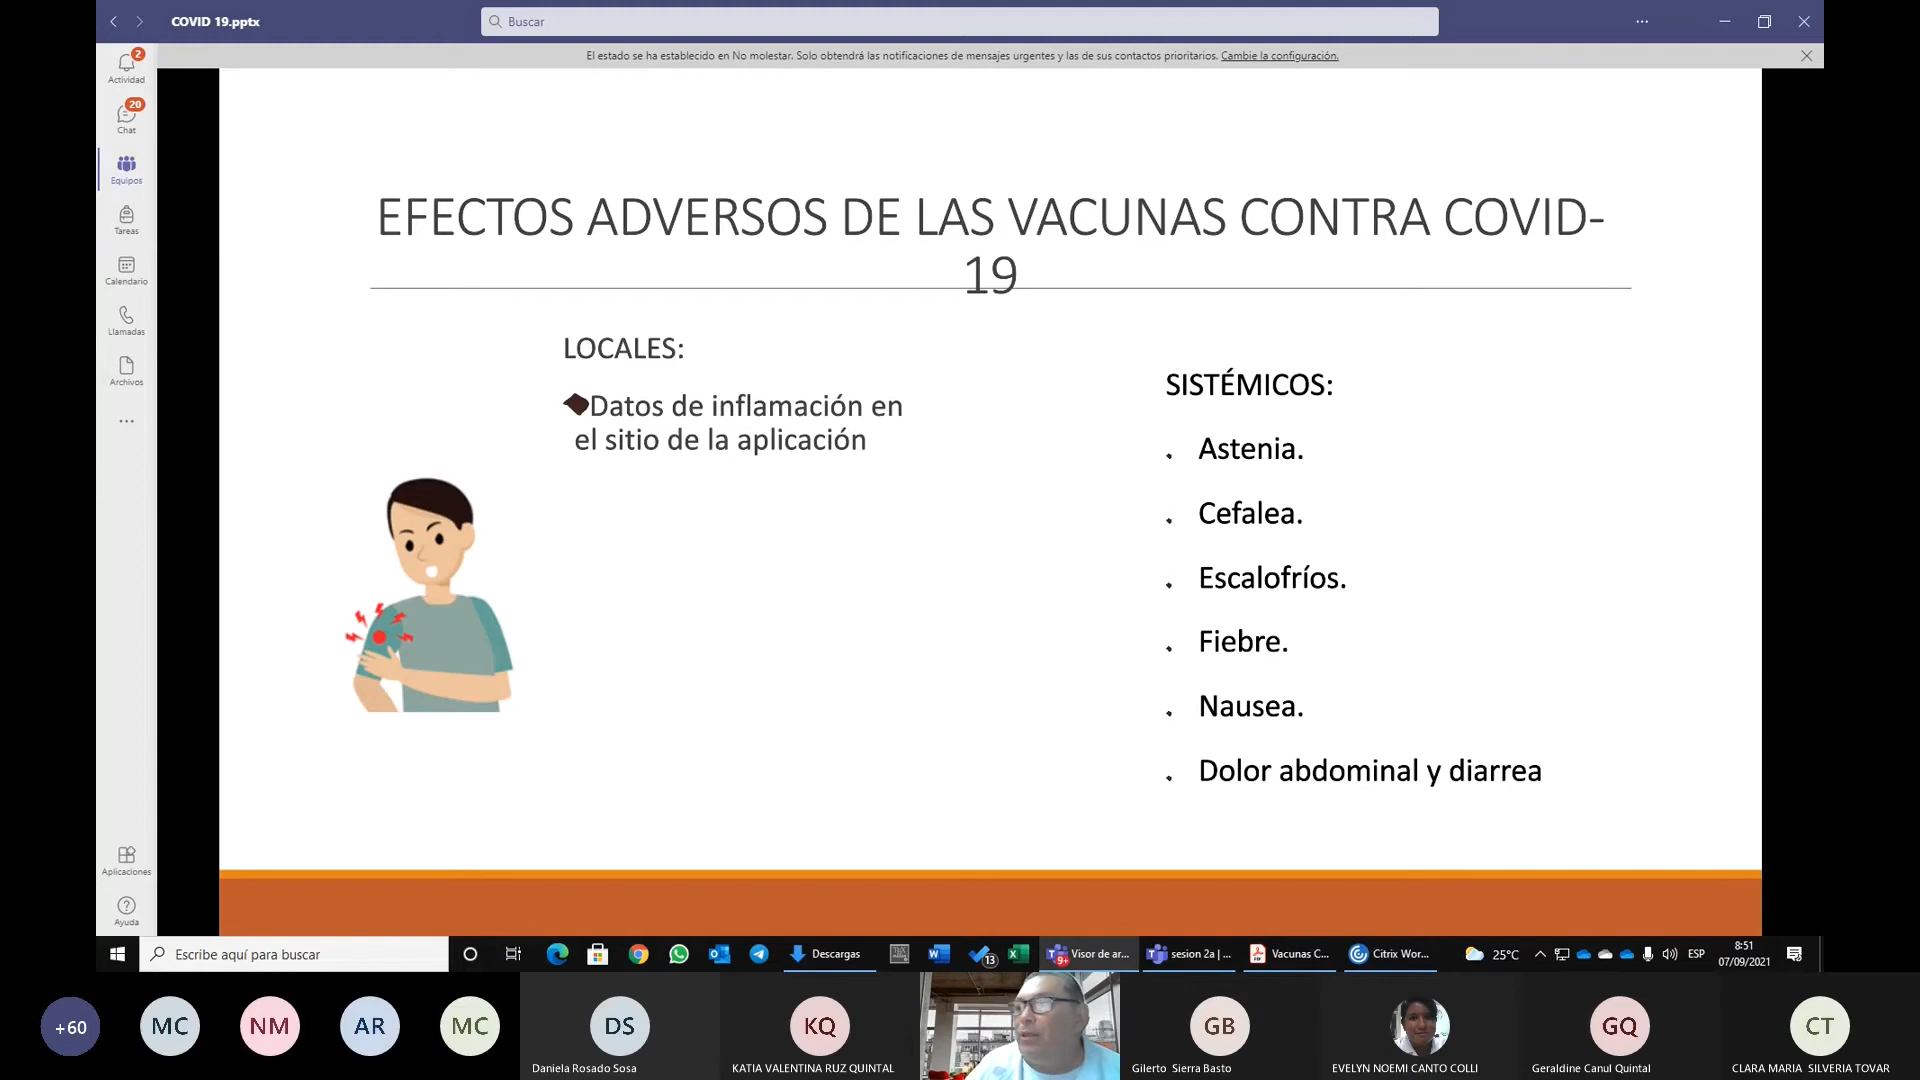 COVID 19.pptx
Buscar
El estado se ha establecido en No molestar. Solo obtendrá las notificaciones de mensajes urgentes y las de sus contactos prioritarios. Cambie la configuración.
2
Actividad
20
Chat
Equipos
Tareas
Calendario
Llamadas
Archivos
Aplicaciones
Ayuda
EFECTOS ADVERSOS DE LAS VACUNAS CONTRA COVID-
19
LOCALES:
Datos de inflamación en
el sitio de la aplicación
SISTÉMICOS:
Astenia.
Cefalea.
Escalofríos.
Fiebre.
Nausea.
Dolor abdominal y diarrea
Escribe aquí para buscar
Descargas
13
9+
Visor de ar...
sesion 2a | ...
Vacunas C...
Citrix Wor...
25°C
ESP
8:51
07/09/2021
+60
MC
NM
AR
MC
DS
KQ
GB
GQ
CT
Daniela Rosado Sosa
KATIA VALENTINA RUZ QUINTAL
Gilerto Sierra Basto
EVELYN NOEMI CANTO COLLI
Geraldine Canul Quintal
CLARA MARIA SILVERIA TOVAR